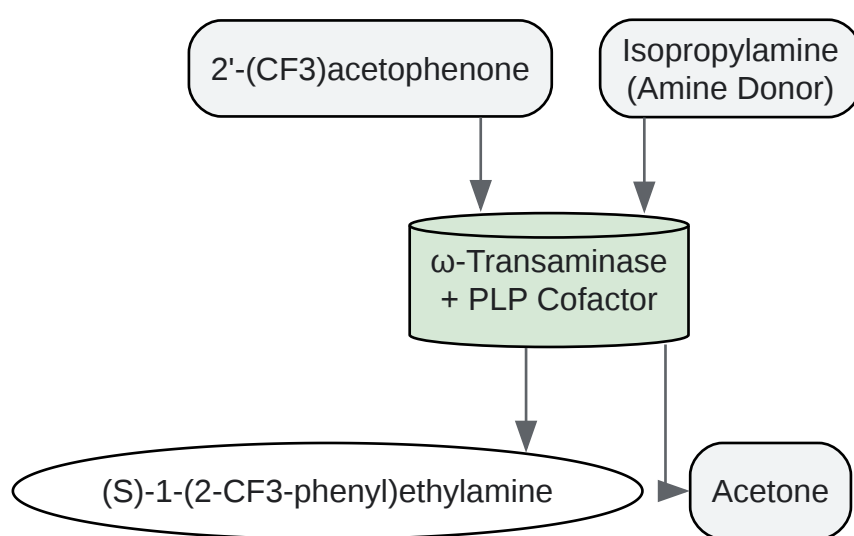 2'-(CF3)acetophenone
Isopropylamine
(Amine Donor)
ω-Transaminase
+ PLP Cofactor
(S)-1-(2-CF3-phenyl)ethylamine
Acetone